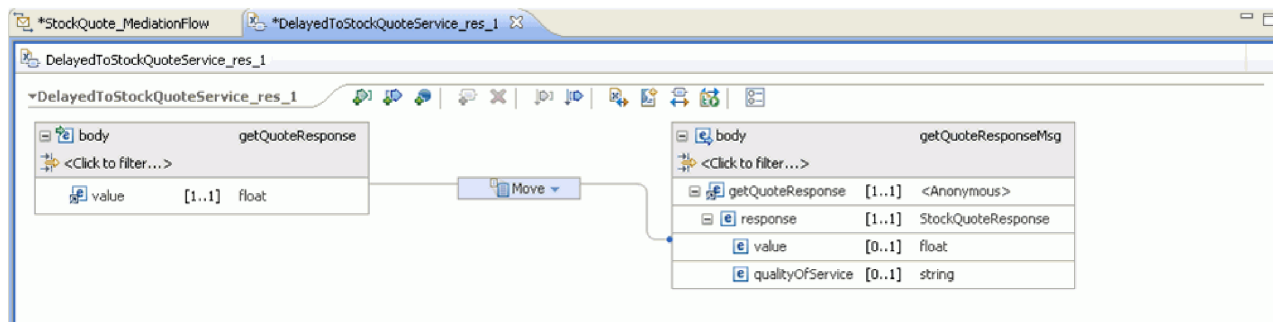 *StockQuote_MediationFlow *DelayedToStockQuoteService_res_1
DelayedToStockQuoteService_res_1
DelayedToStockQuoteService_res_1
body getQuoteResponse body getQuoteResponseMsg
<Click to filter...> <Click to filter...>
value [1..1] float Move getQuoteResponse [1..1] <Anonymous>
response [1..1] StockQuoteResponse
value [0..1] float
qualityOfService [0..1] string